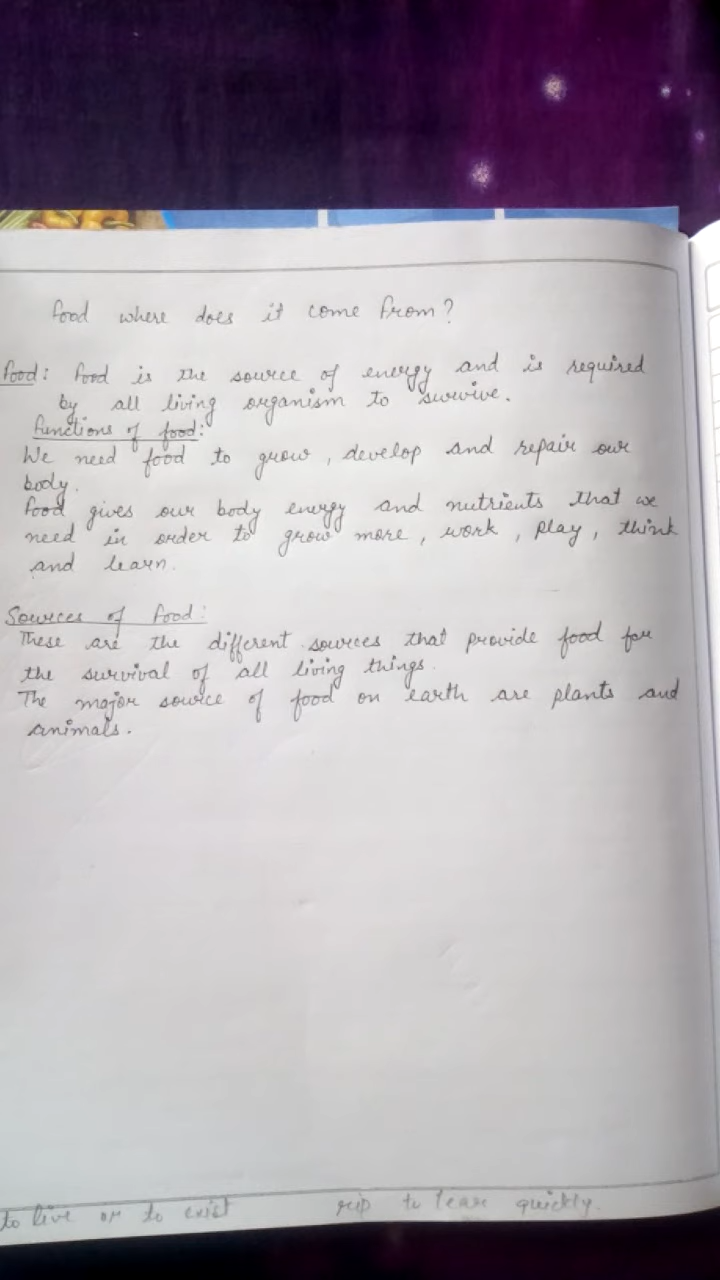 Food where does it come from?
Food: Food is the source of energy and is required
by all living organism to survive.
Functions of food:
We need food to grow, develop and repair our
body.
Food gives our body energy and nutrients that we
need in order to grow more, work, play, think
and learn.
Sources of food:
These are the different sources that provide food for
the survival of all living things.
The major source of food on earth are plants and
animals.
to live or to exist rip to tear quickly.